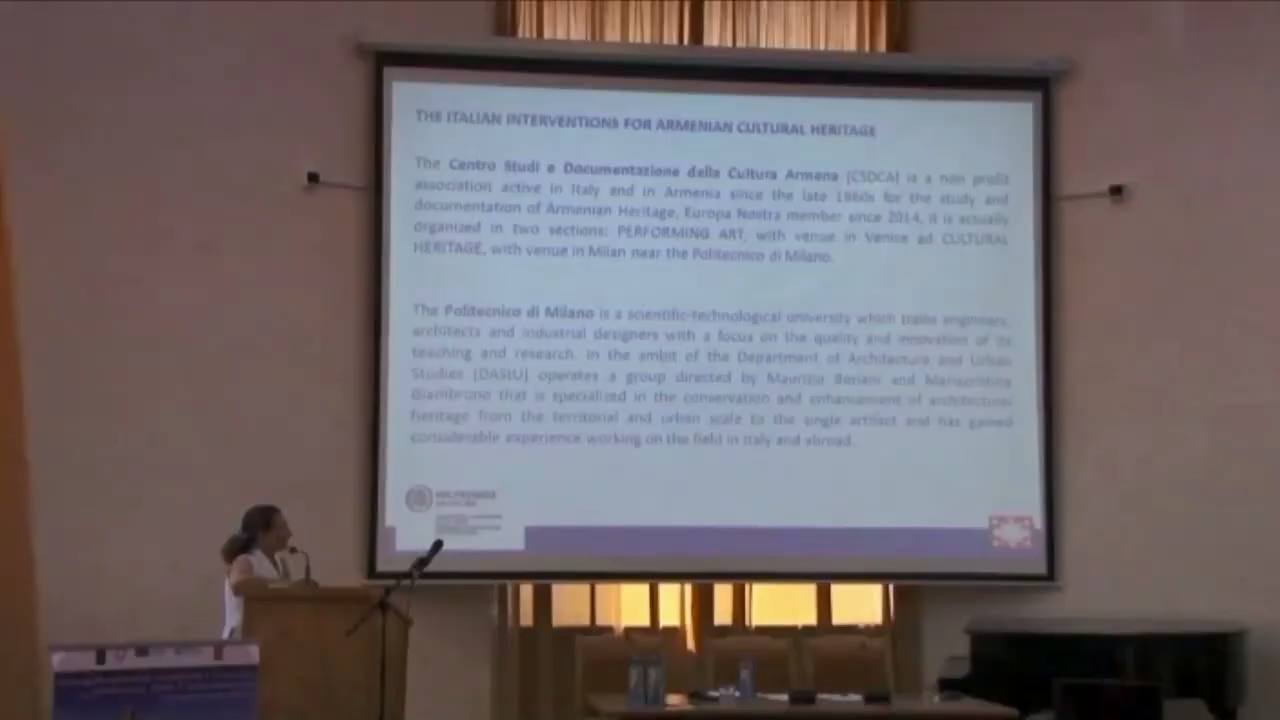 THE ITALIAN INTERVENTIONS FOR ARMENIAN CULTURAL HERITAGE
The Centro Studi e Documentazione della Cultura Armena (CSDCA) is a non profit
association active in Italy and in Armenia since the late 1960s for the study and
documentation of Armenian Heritage, Europa Nostra member since 2014. It is actually
organized in two sections: PERFORMING ART, with venue in Venice ad CULTURAL
HERITAGE, with venue in Milan near the Politecnico di Milano.
The Politecnico di Milano is a scientific-technological university which trains engineers,
architects and industrial designers with a focus on the quality and innovation of its
teaching and research. In the ambit of the Department of Architecture and Urban
Studies (DAStU) operates a group directed by Maurizio Boriani and Mariacristina
Giambruno that is specialized in the conservation and enhancement of architectural
heritage from the territorial and urban scale to the single artifact and has gained
considerable experience working on the field in Italy and abroad.
POLITECNICO